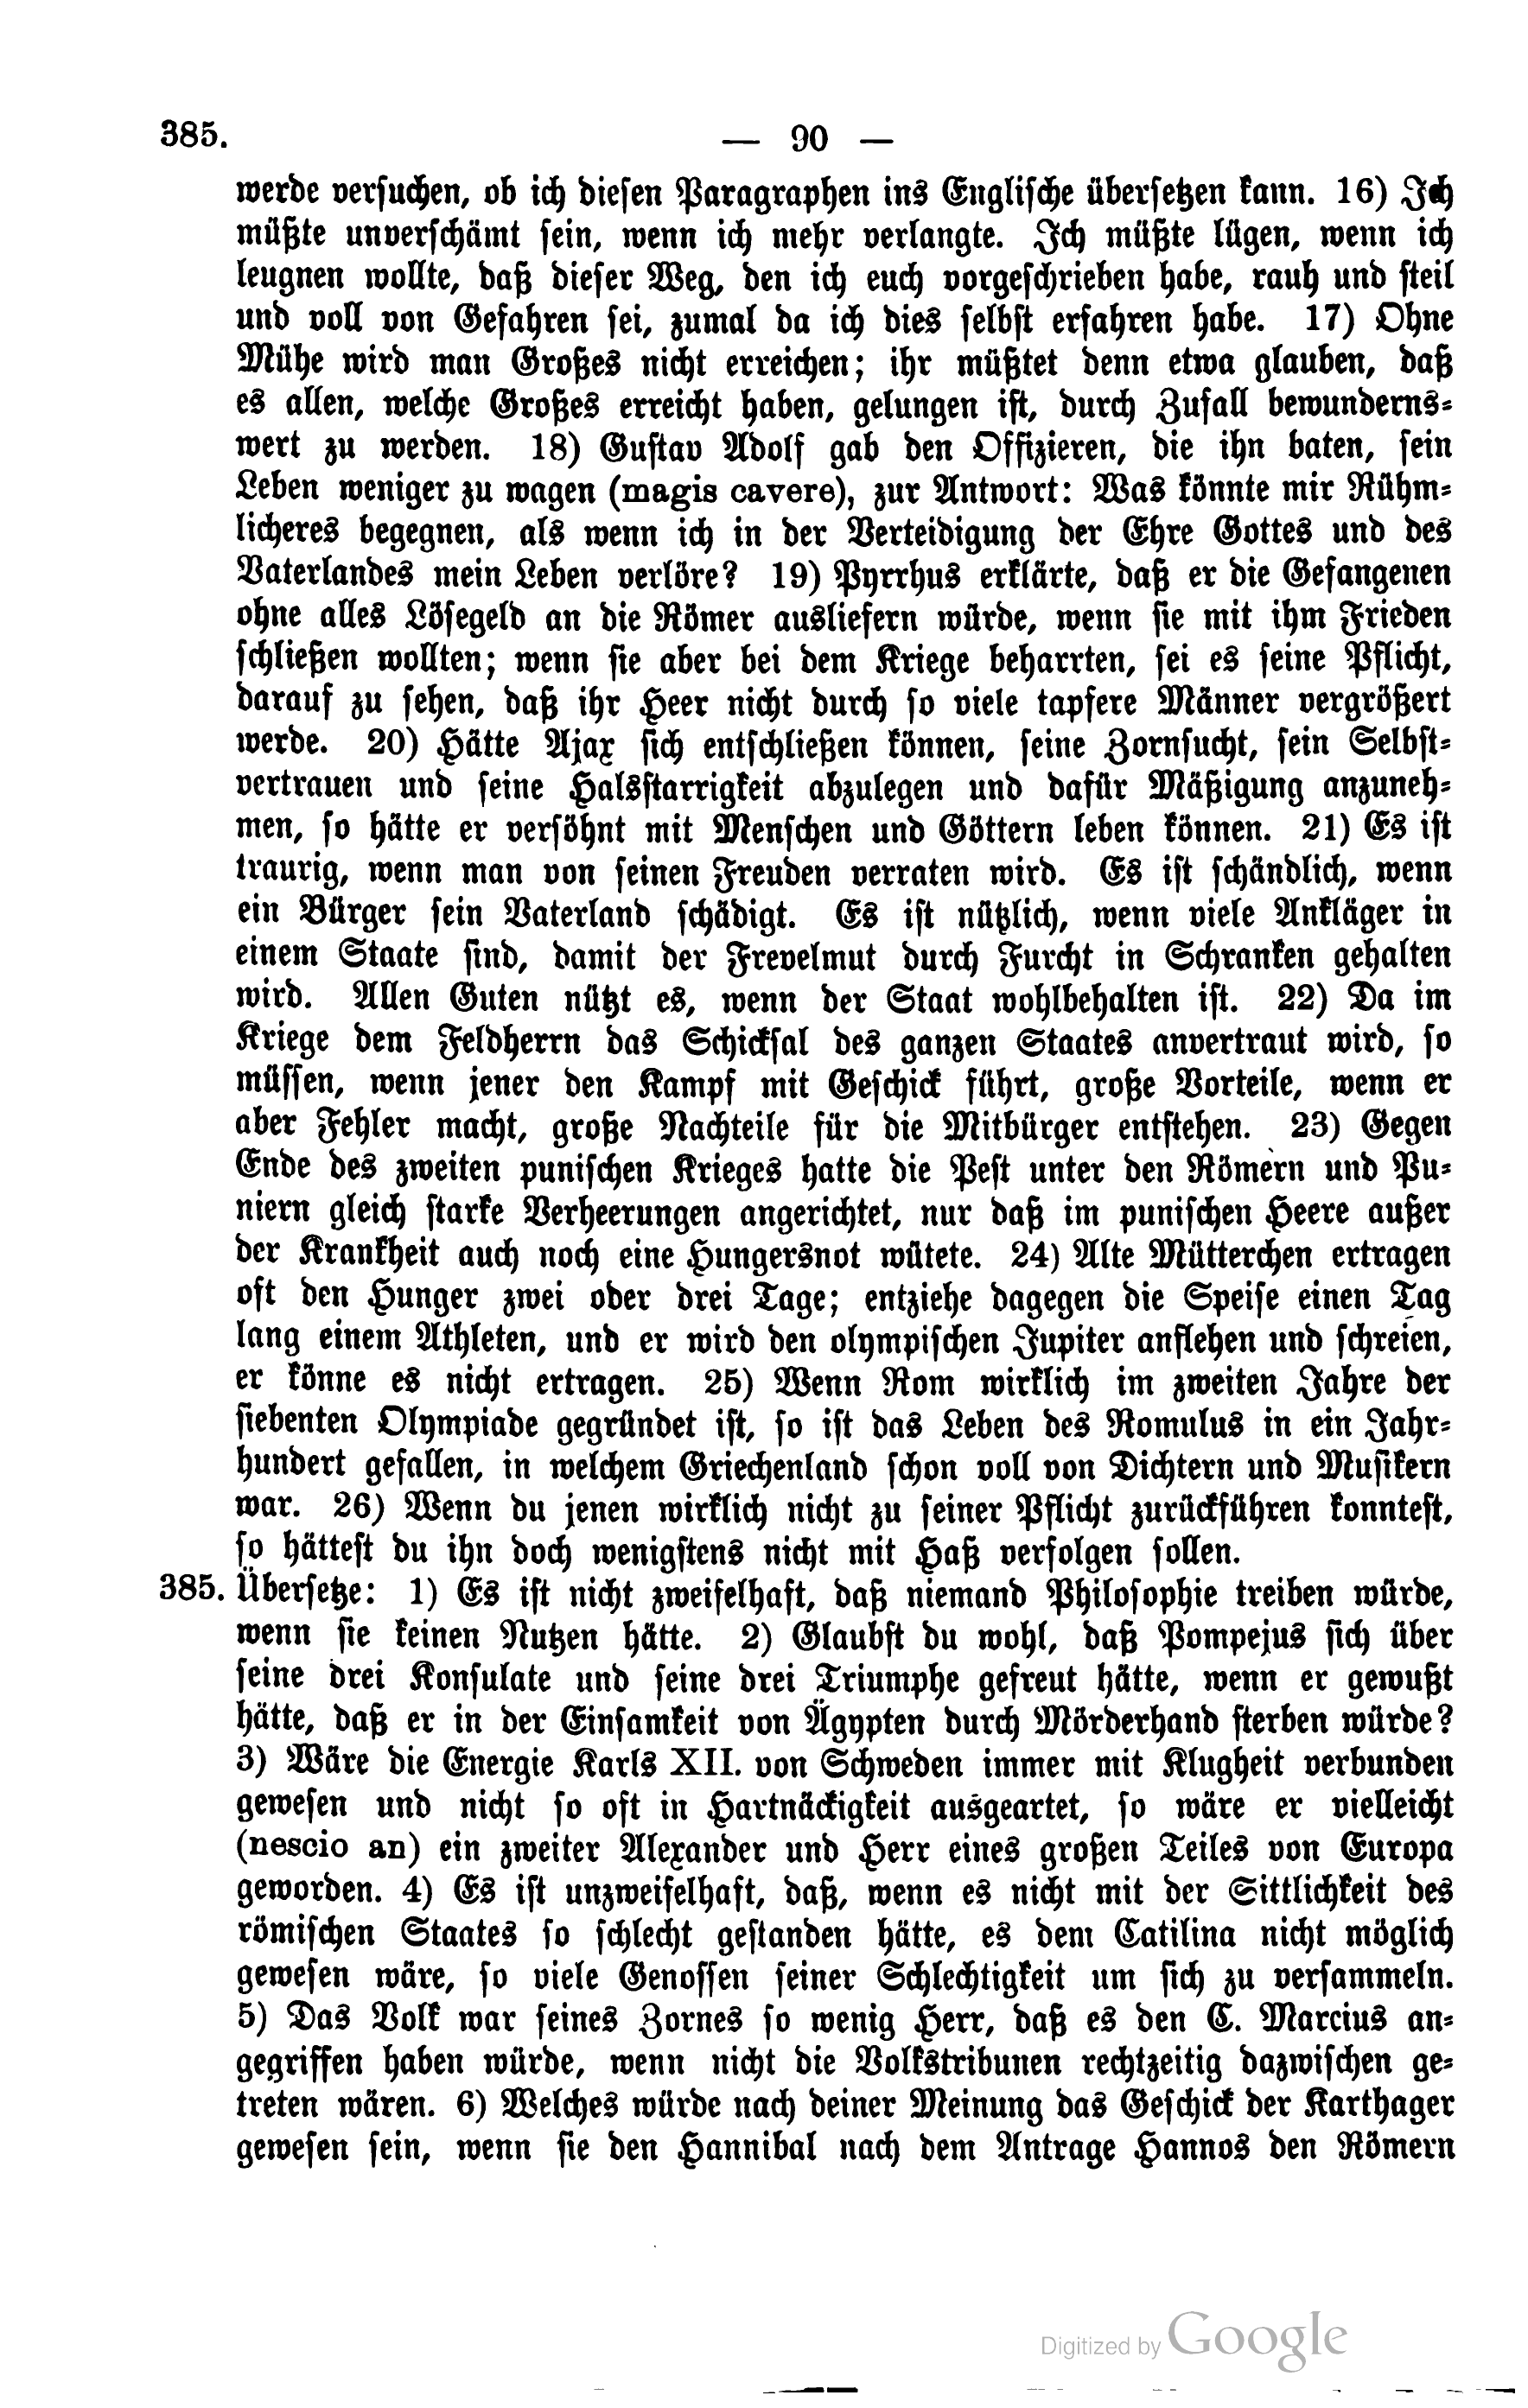 385.
— 90 —
werde versuchen, ob ich diesen Paragraphen ins Englische übersetzen kann. 16) Ich
müßte unverschämt sein, wenn ich mehr verlangte. Ich müßte lügen, wenn ich
leugnen wollte, daß dieser Weg, den ich euch vorgeschrieben habe, rauh und steil
und voll von Gefahren sei, zumal da ich dies selbst erfahren habe. 17) Ohne
Mühe wird man Großes nicht erreichen; ihr müßtet denn etwa glauben, daß
es allen, welche Großes erreicht haben, gelungen ist, durch Zufall bewunderns-
wert zu werden. 18) Gustav Adolf gab den Offizieren, die ihn baten, sein
Leben weniger zu wagen (magis cavere), zur Antwort: Was könnte mir Rühm-
licheres begegnen, als wenn ich in der Verteidigung der Ehre Gottes und des
Vaterlandes mein Leben verlöre? 19) Pyrrhus erklärte, daß er die Gefangenen
ohne alles Lösegeld an die Römer ausliefern würde, wenn sie mit ihm Frieden
schließen wollten; wenn sie aber bei dem Kriege beharrten, sei es seine Pflicht,
darauf zu sehen, daß ihr Heer nicht durch so viele tapfere Männer vergrößert
werde. 20) Hätte Ajax sich entschließen können, seine Zornsucht, sein Selbst-
vertrauen und seine Halsstarrigkeit abzulegen und dafür Mäßigung anzuneh-
men, so hätte er versöhnt mit Menschen und Göttern leben können. 21) Es ist
traurig, wenn man von seinen Freuden verraten wird. Es ist schändlich, wenn
ein Bürger sein Vaterland schädigt. Es ist nützlich, wenn viele Ankläger in
einem Staate sind, damit der Frevelmut durch Furcht in Schranken gehalten
wird. Allen Guten nützt es, wenn der Staat wohlbehalten ist. 22) Da im
Kriege dem Feldherrn das Schicksal des ganzen Staates anvertraut wird, so
müssen, wenn jener den Kampf mit Geschick führt, große Vorteile, wenn er
aber Fehler macht, große Nachteile für die Mitbürger entstehen. 23) Gegen
Ende des zweiten punischen Krieges hatte die Pest unter den Römern und Pu-
niern gleich starke Verheerungen angerichtet, nur daß im punischen Heere außer
der Krankheit auch noch eine Hungersnot wütete. 24) Alte Mütterchen ertragen
oft den Hunger zwei oder drei Tage; entziehe dagegen die Speise einen Tag
lang einem Athleten, und er wird den olympischen Jupiter anflehen und schreien,
er könne es nicht ertragen. 25) Wenn Rom wirklich im zweiten Jahre der
siebenten Olympiade gegründet ist, so ist das Leben des Romulus in ein Jahr-
hundert gefallen, in welchem Griechenland schon voll von Dichtern und Musikern
war. 26) Wenn du jenen wirklich nicht zu seiner Pflicht zurückführen konntest,
so hättest du ihn doch wenigstens nicht mit Haß verfolgen sollen.
385. Übersetze: 1) Es ist nicht zweifelhaft, daß niemand Philosophie treiben würde,
wenn sie keinen Nutzen hätte. 2) Glaubst du wohl, daß Pompejus sich über
seine drei Konsulate und seine drei Triumphe gefreut hätte, wenn er gewußt
hätte, daß er in der Einsamkeit von Ägypten durch Mörderhand sterben würde?
3) Wäre die Energie Karls XII. von Schweden immer mit Klugheit verbunden
gewesen und nicht so oft in Hartnäckigkeit ausgeartet, so wäre er vielleicht
(nescio an) ein zweiter Alexander und Herr eines großen Teiles von Europa
geworden. 4) Es ist unzweifelhaft, daß, wenn es nicht mit der Sittlichkeit des
römischen Staates so schlecht gestanden hätte, es dem Catilina nicht möglich
gewesen wäre, so viele Genossen seiner Schlechtigkeit um sich zu versammeln.
5) Das Volk war seines Zornes so wenig Herr, daß es den C. Marcius an-
gegriffen haben würde, wenn nicht die Volkstribunen rechtzeitig dazwischen ge-
treten wären. 6) Welches würde nach deiner Meinung das Geschick der Karthager
gewesen sein, wenn sie den Hannibal nach dem Antrage Hannos den Römern
Digitized by Google